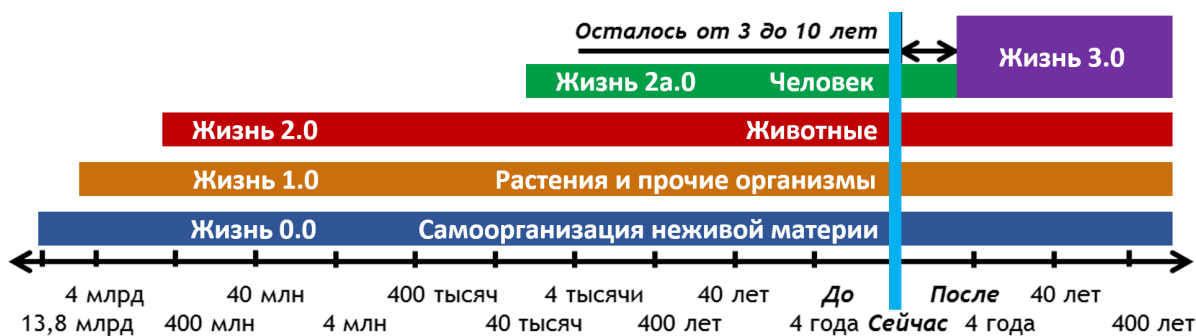 Осталось от 3 до 10 лет
Жизнь 3.0
Жизнь 2а.0 Человек
Жизнь 2.0 Животные
Жизнь 1.0 Растения и прочие организмы
Жизнь 0.0 Самоорганизация неживой материи
4 млрд 40 млн 400 тысяч 4 тысячи 40 лет До После 40 лет
13,8 млрд 400 млн 4 млн 40 тысяч 400 лет 4 года Сейчас 4 года 400 лет